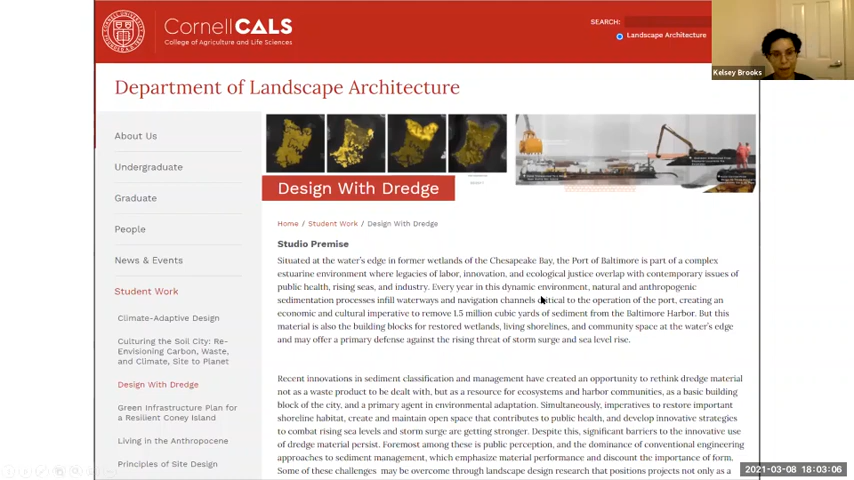 CornellCALS
College of Agriculture and Life Sciences
SEARCH:
Landscape Architecture
Kelsey Brooks
Department of Landscape Architecture
About Us
Undergraduate
Graduate
People
News & Events
Student Work
Climate-Adaptive Design
Culturing the Soil City: Re-
Envisioning Carbon, Waste,
and Climate, Site to Planet
Design With Dredge
Green Infrastructure Plan for
a Resilient Coney Island
Living in the Anthropocene
Principles of Site Design
Design With Dredge
Home / Student Work / Design With Dredge
Studio Premise
Situated at the water's edge in former wetlands of the Chesapeake Bay, the Port of Baltimore is part of a complex
estuarine environment where legacies of labor, innovation, and ecological justice overlap with contemporary issues of
public health, rising seas, and industry. Every year in this dynamic environment, natural and anthropogenic
sedimentation processes infill waterways and navigation channels critical to the operation of the port, creating an
economic and cultural imperative to remove 1.5 million cubic yards of sediment from the Baltimore Harbor. But this
material is also the building blocks for restored wetlands, living shorelines, and community space at the water's edge
and may offer a primary defense against the rising threat of storm surge and sea level rise.
Recent innovations in sediment classification and management have created an opportunity to rethink dredge material
not as a waste product to be dealt with, but as a resource for ecosystems and harbor communities, as a basic building
block of the city, and a primary agent in environmental adaptation. Simultaneously, imperatives to restore important
shoreline habitat, create and maintain open space that contributes to public health, and develop innovative strategies
to combat rising sea levels and storm surge are getting stronger. Despite this, significant barriers to the innovative use
of dredge material persist. Foremost among these is public perception, and the dominance of conventional engineering
approaches to sediment management, which emphasize material performance and discount the importance of form.
Some of these challenges may be overcome through landscape design research that positions projects not only as a
2021-03-08 18:03:06